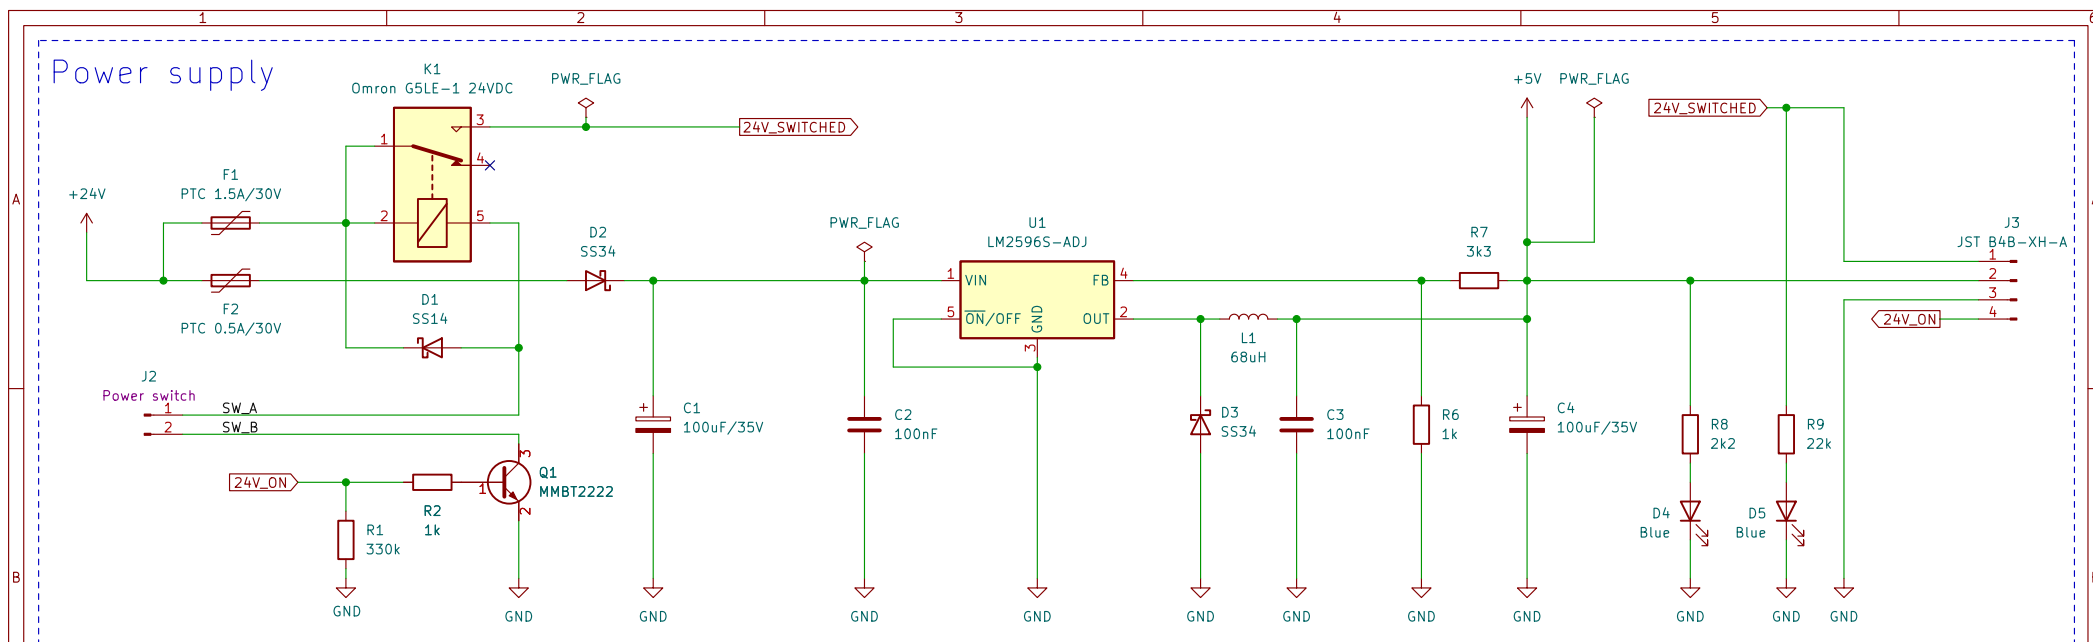 1 2 3 4 5 6
Power supply
K1
Omron G5LE-1 24VDC
PWR_FLAG
+5V PWR_FLAG
24V_SWITCHED
3
24V_SWITCHED
1
4
F1
PTC 1.5A/30V
+24V
A
2 5
PWR_FLAG
U1
LM2596S-ADJ
D2
SS34
R7
3k3
J3
JST B4B-XH-A
1
2
3
4
24V_ON
1 VIN FB 4
5 ON/OFF GND OUT 2
3
F2
PTC 0.5A/30V
D1
SS14
L1
68uH
J2
Power switch
1 SW_A
2 SW_B
+ C1
100uF/35V
C2
100nF
D3
SS34
C3
100nF
R6
1k
+ C4
100uF/35V
R8
2k2
R9
22k
3
24V_ON
1
Q1
MMBT2222
2
R2
1k
R1
330k
D4
Blue
D5
Blue
B
GND GND GND GND GND GND GND GND GND GND GND GND